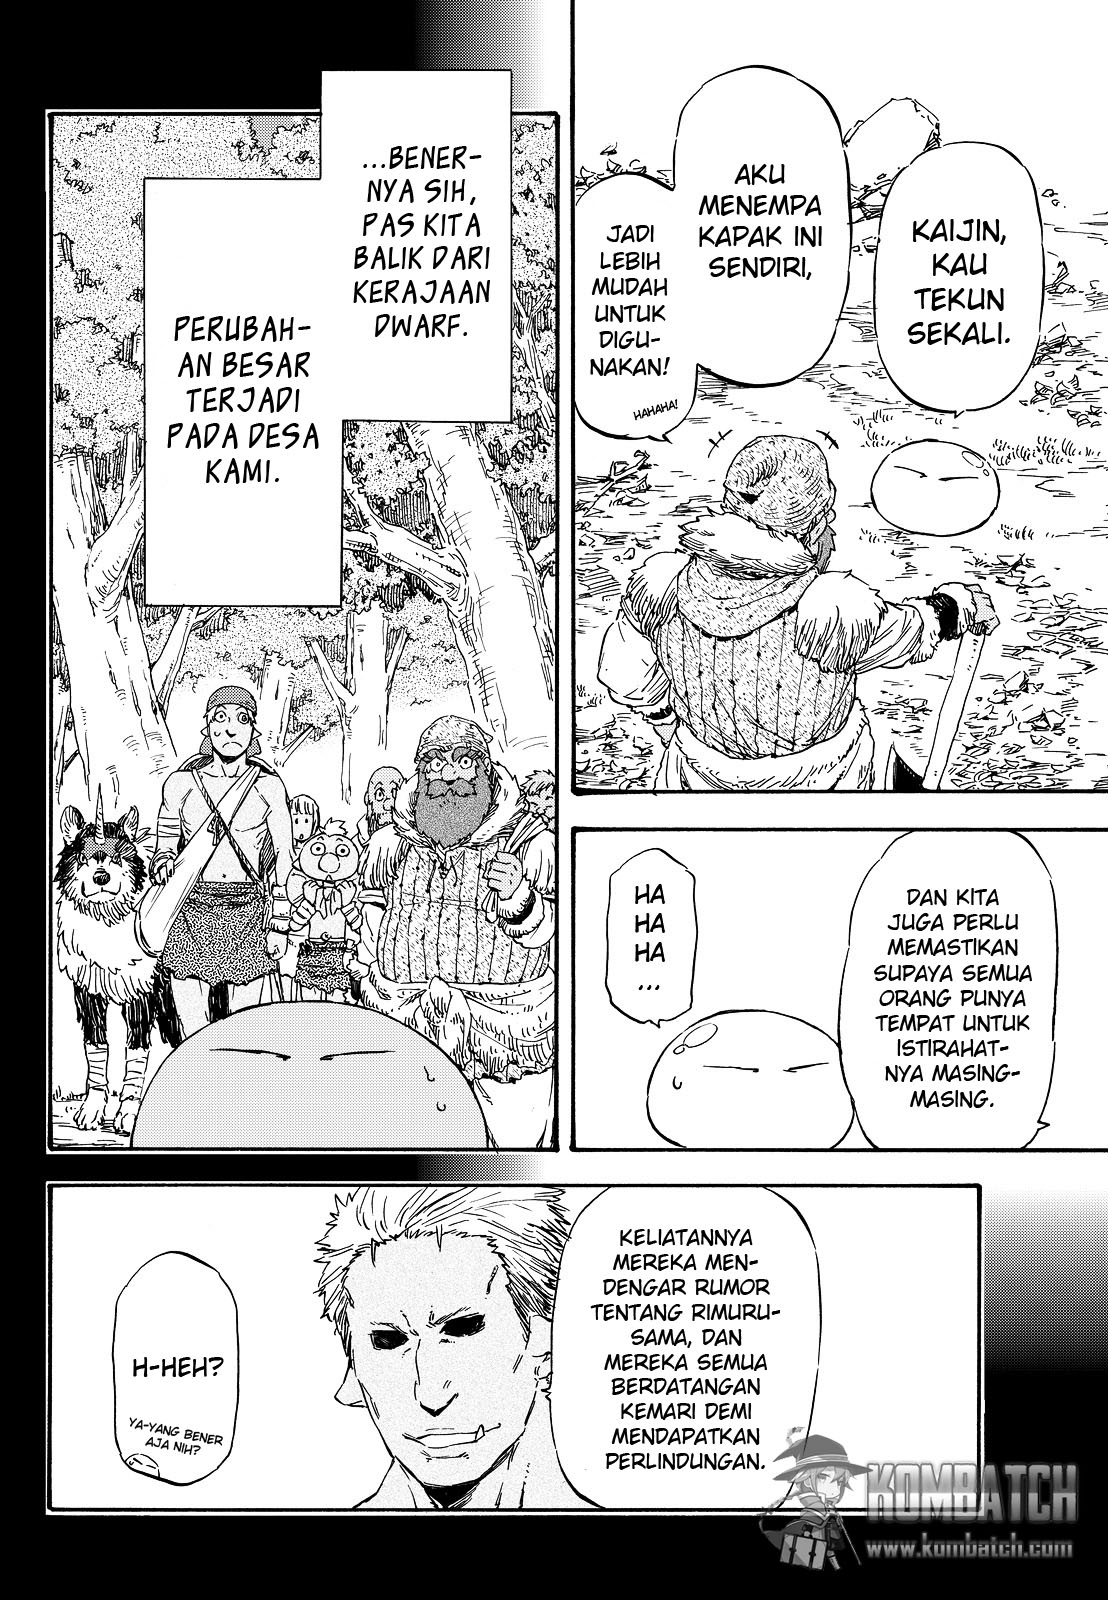 KAIJIN,
KAU
TEKUN
SEKALI.
AKU
MENEMPA
KAPAK INI
SENDIRI,
JADI
LEBIH
MUDAH
UNTUK
DIGU-
NAKAN!
HAHAHA!
DAN KITA
JUGA PERLU
MEMASTIKAN
SUPAYA SEMUA
ORANG PUNYA
TEMPAT UNTUK
ISTIRAHAT-
NYA MASING-
MASING.
HA
HA
HA
...
...BENER-
NYA SIH,
PAS KITA
BALIK DARI
KERAJAAN
DWARF.
PERUBAH-
AN BESAR
TERJADI
PADA DESA
KAMI.
KELIATANNYA
MEREKA MEN-
DENGAR RUMOR
TENTANG RIMURU-
SAMA, DAN
MEREKA SEMUA
BERDATANGAN
KEMARI DEMI
MENDAPATKAN
PERLINDUNGAN.
H-HEH?
YA-YANG BENER
AJA NIH?
KOMBATCH
www.kombatch.com